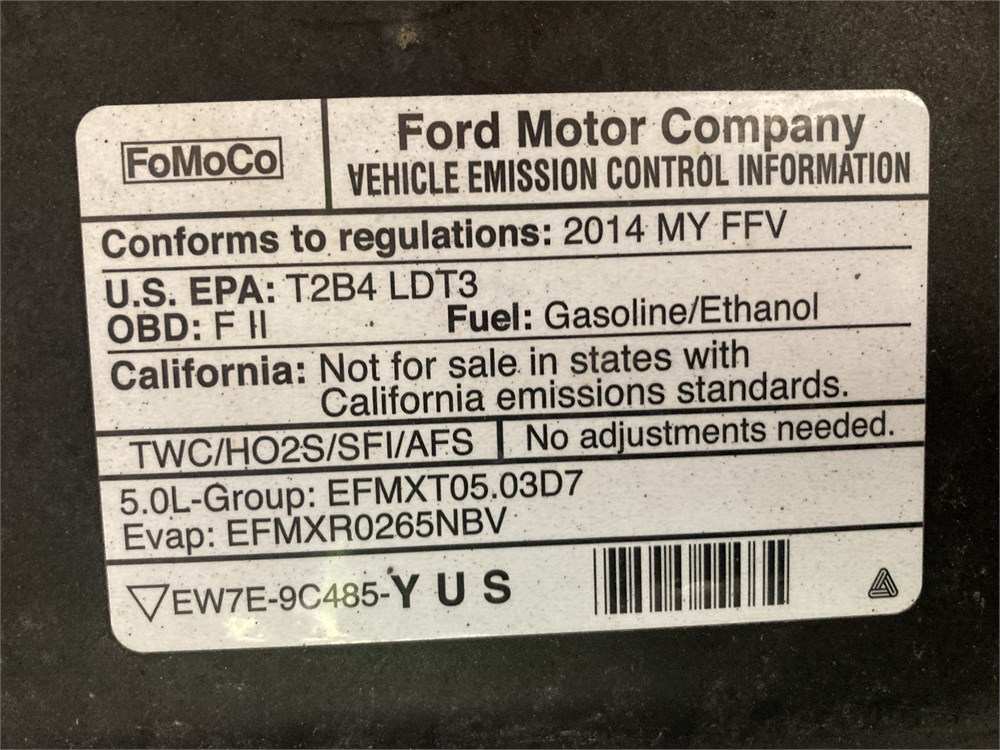 FoMoCo
Ford Motor Company
VEHICLE EMISSION CONTROL INFORMATION
Conforms to regulations: 2014 MY FFV
U.S. EPA: T2B4 LDT3
OBD: F II Fuel: Gasoline/Ethanol
California: Not for sale in states with
California emissions standards.
TWC/HO2S/SFI/AFS No adjustments needed.
5.0L-Group: EFMXT05.03D7
Evap: EFMXR0265NBV
EW7E-9C485-Y U S